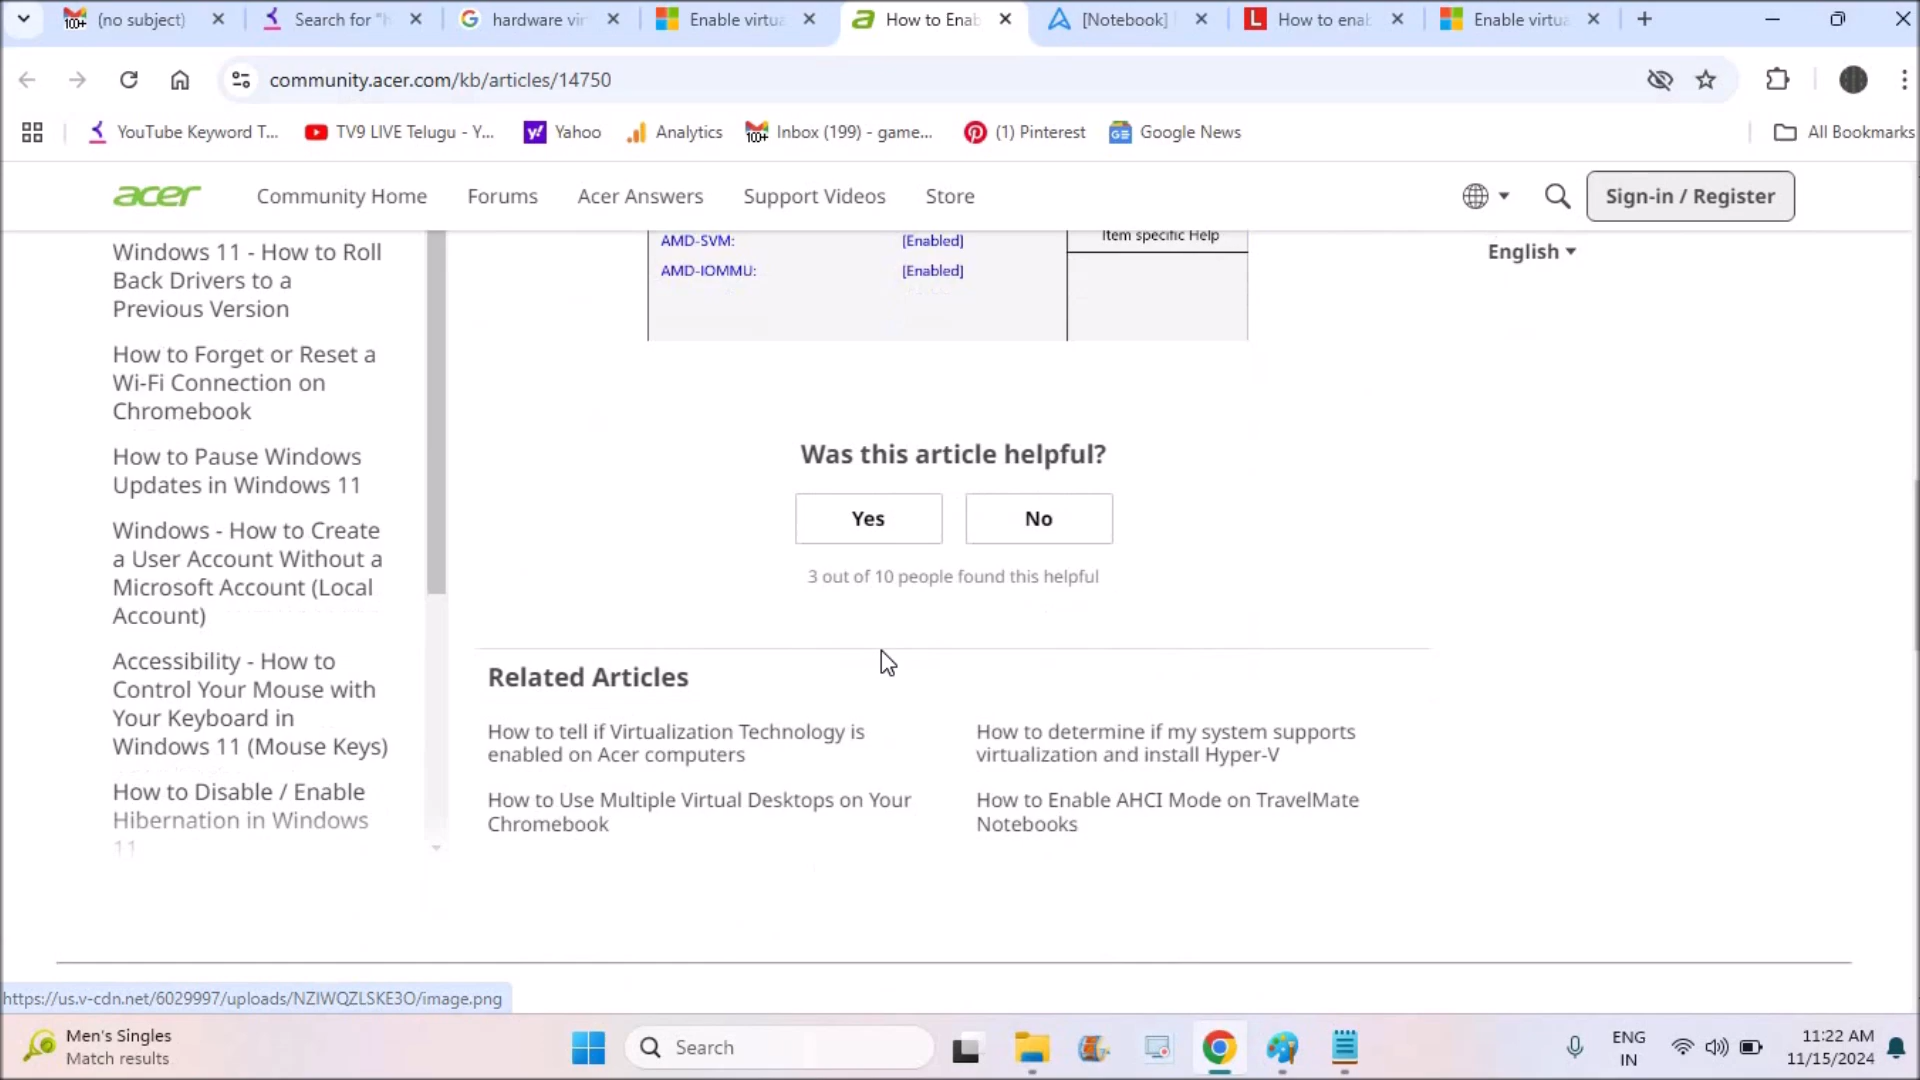 (no subject)
Search for "h
hardware vir
Enable virtua
How to Enab
[Notebook]
How to enab
Enable virtua
community.acer.com/kb/articles/14750
YouTube Keyword T...
TV9 LIVE Telugu - Y...
Yahoo
Analytics
Inbox (199) - game...
(1) Pinterest
Google News
All Bookmarks
acer
Community Home
Forums
Acer Answers
Support Videos
Store
Sign-in / Register
Windows 11 - How to Roll
Back Drivers to a
Previous Version
How to Forget or Reset a
Wi-Fi Connection on
Chromebook
How to Pause Windows
Updates in Windows 11
Windows - How to Create
a User Account Without a
Microsoft Account (Local
Account)
Accessibility - How to
Control Your Mouse with
Your Keyboard in
Windows 11 (Mouse Keys)
How to Disable / Enable
Hibernation in Windows
11
AMD-SVM: [Enabled]
AMD-IOMMU: [Enabled]
Item specific Help
English
Was this article helpful?
Yes
No
3 out of 10 people found this helpful
Related Articles
How to tell if Virtualization Technology is
enabled on Acer computers
How to determine if my system supports
virtualization and install Hyper-V
How to Use Multiple Virtual Desktops on Your
Chromebook
How to Enable AHCI Mode on TravelMate
Notebooks
https://us.v-cdn.net/6029997/uploads/NZIWQZLSKE3O/image.png
Men's Singles
Match results
Search
ENG
IN
11:22 AM
11/15/2024